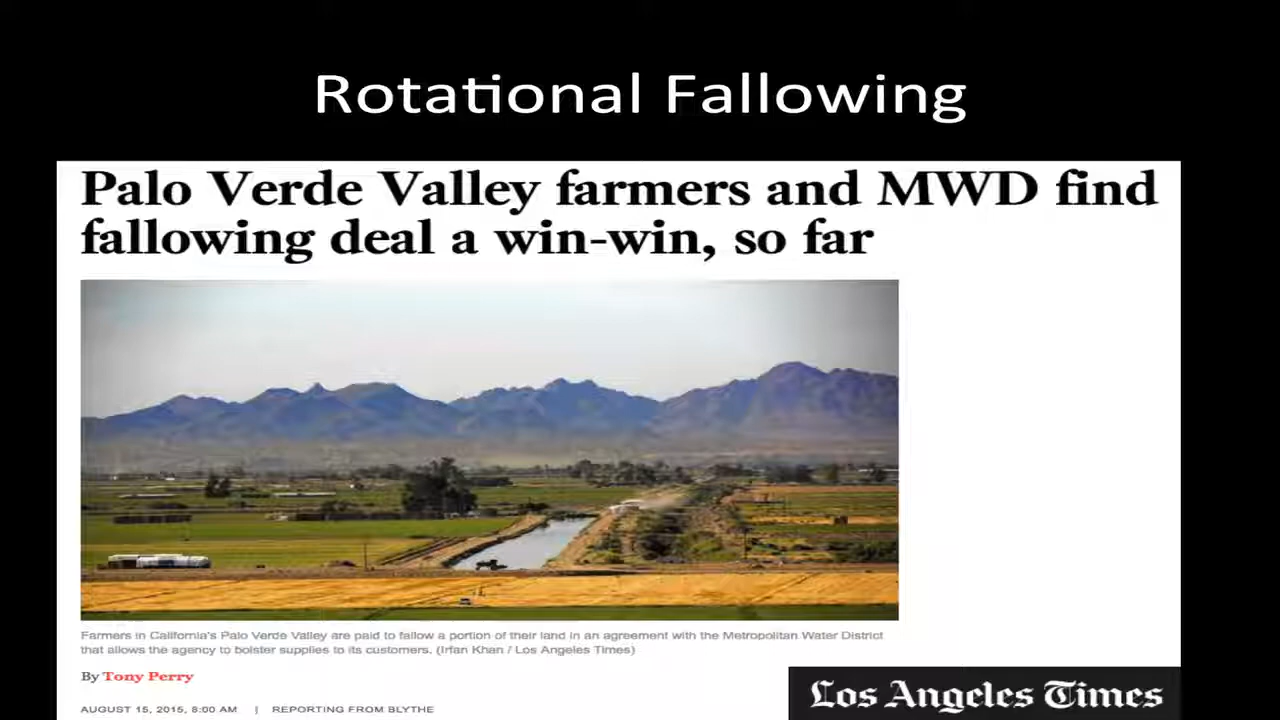 Rotational Fallowing
Palo Verde Valley farmers and MWD find
fallowing deal a win-win, so far
Farmers in California's Palo Verde Valley are paid to fallow a portion of their land in an agreement with the Metropolitan Water District
that allows the agency to bolster supplies to its customers. (Irfan Khan / Los Angeles Times)
By Tony Perry
AUGUST 15, 2015, 8:00 AM | REPORTING FROM BLYTHE
Los Angeles Times